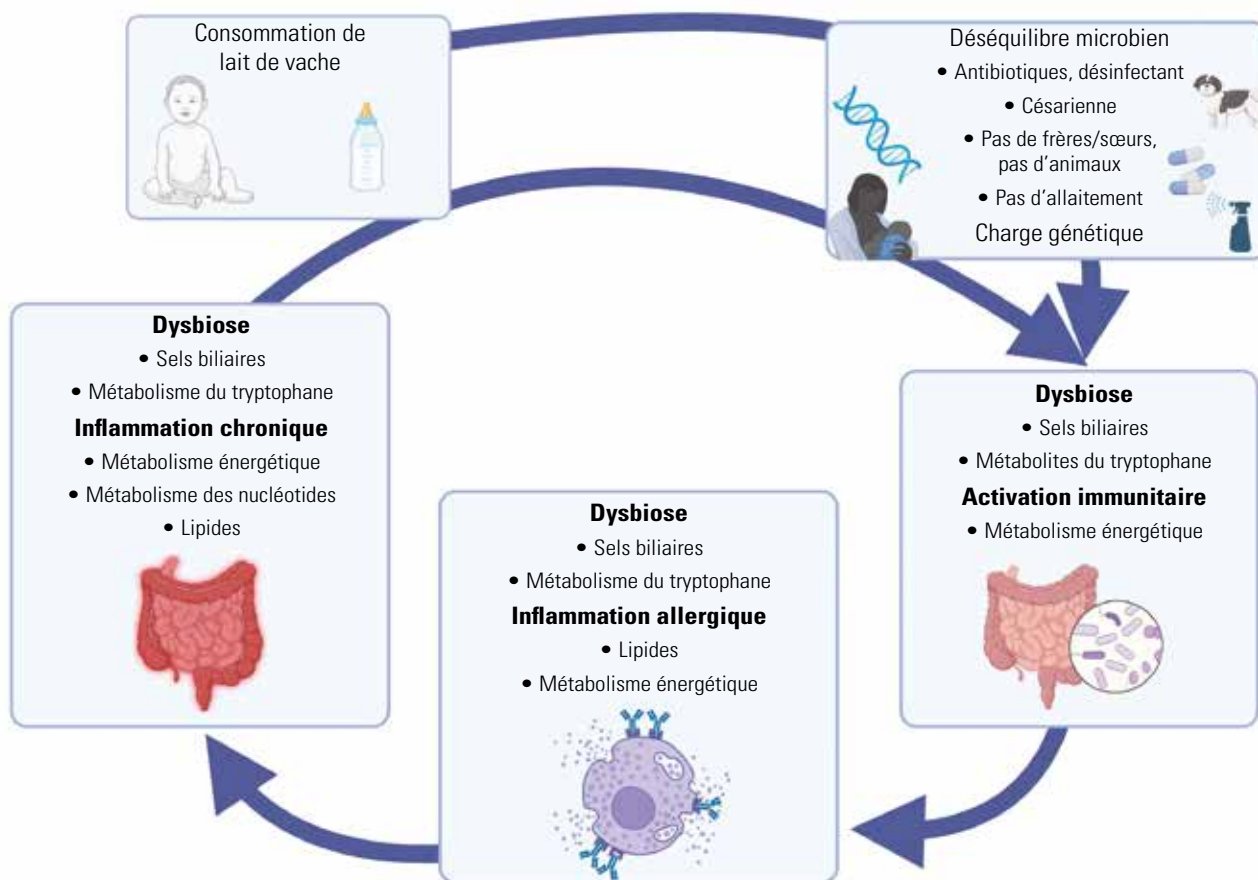 Consommation de
lait de vache
Déséquilibre microbien
• Antibiotiques, désinfectant
• Césarienne
• Pas de frères/sœurs,
pas d'animaux
• Pas d'allaitement
Charge génétique
Dysbiose
• Sels biliaires
• Métabolisme du tryptophane
Inflammation chronique
• Métabolisme énergétique
• Métabolisme des nucléotides
• Lipides
Dysbiose
• Sels biliaires
• Métabolisme du tryptophane
Inflammation allergique
• Lipides
• Métabolisme énergétique
Dysbiose
• Sels biliaires
• Métabolites du tryptophane
Activation immunitaire
• Métabolisme énergétique